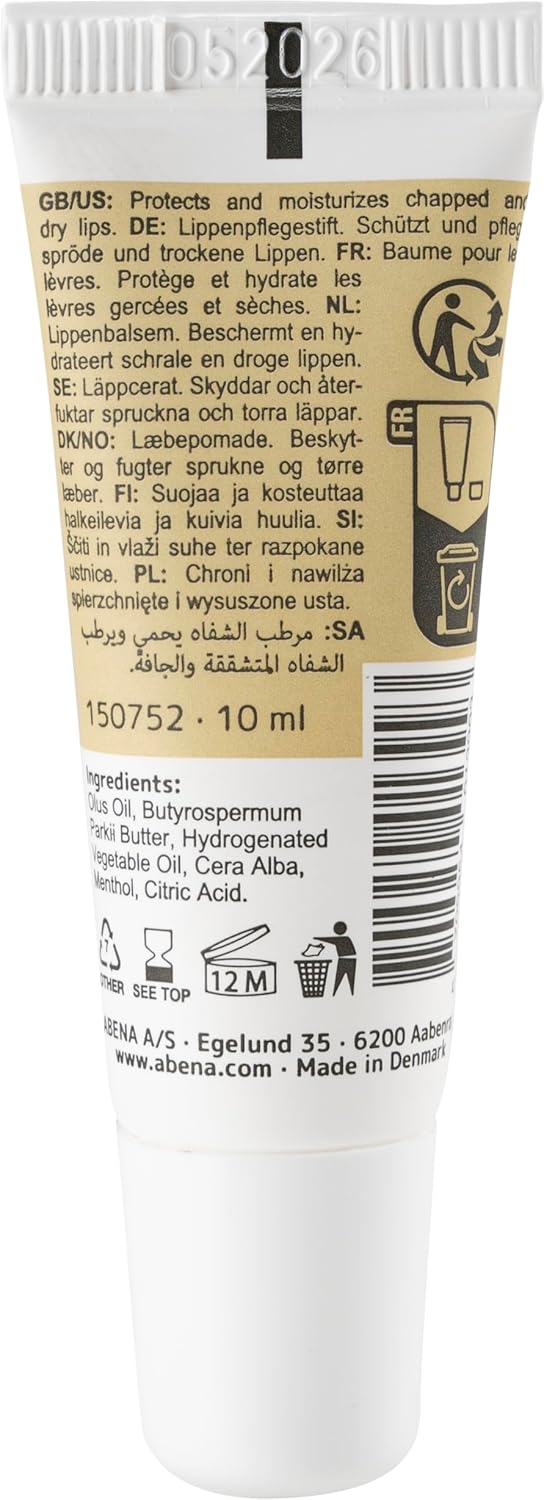 052026
GB/US: Protects and moisturizes chapped and
dry lips. DE: Lippenpflegestift. Schützt und pfleg
spröde und trockene Lippen. FR: Baume pour le
lèvres. Protège et hydrate les
lèvres gercées et sèches. NL:
Lippenbalsem. Beschermt en hy-
drateert schrale en droge lippen.
SE: Läppcerat. Skyddar och åter-
fuktar spruckna och torra läppar.
DK/NO: Læbepomade. Beskyt-
ter og fugter sprukne og tørre
læber. FI: Suojaa ja kosteuttaa
halkeilevia ja kuivia huulia. SI:
Ščiti in vlaži suhe ter razpokane
ustnice. PL: Chroni i nawilża
spierzchnięte i wysuszone usta.
SA: مرطب الشفاه يحمي ويرطب
الشفاه المتشققة والجافة.
FR
150752 · 10 ml
Ingredients:
Olus Oil, Butyrospermum
Parkii Butter, Hydrogenated
Vegetable Oil, Cera Alba,
Menthol, Citric Acid.
7
OTHER
SEE TOP
12 M
ABENA A/S · Egelund 35 · 6200 Aabenra
www.abena.com · Made in Denmark